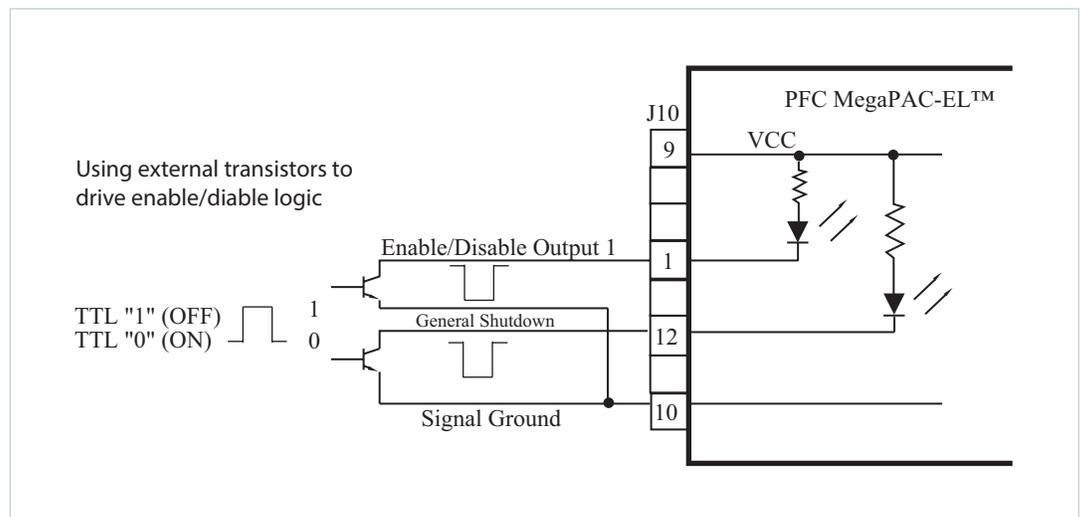 PFC MegaPAC-EL™
J10
VCC
9
Using external transistors to
drive enable/diable logic
Enable/Disable Output 1
1
TTL "1" (OFF)
1
General Shutdown
TTL "0" (ON)
0
12
Signal Ground
10